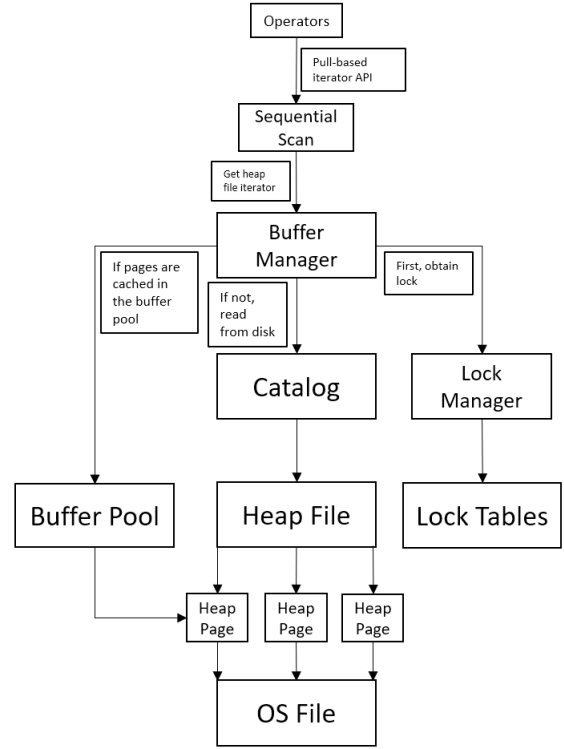 Operators
Pull-based
iterator API
Sequential
Scan
Get heap
file iterator
Buffer
Manager
If pages are
cached in
the buffer
pool
If not,
read
from disk
First, obtain
lock
Catalog
Lock
Manager
Buffer Pool
Heap File
Lock Tables
Heap
Page
Heap
Page
Heap
Page
OS File